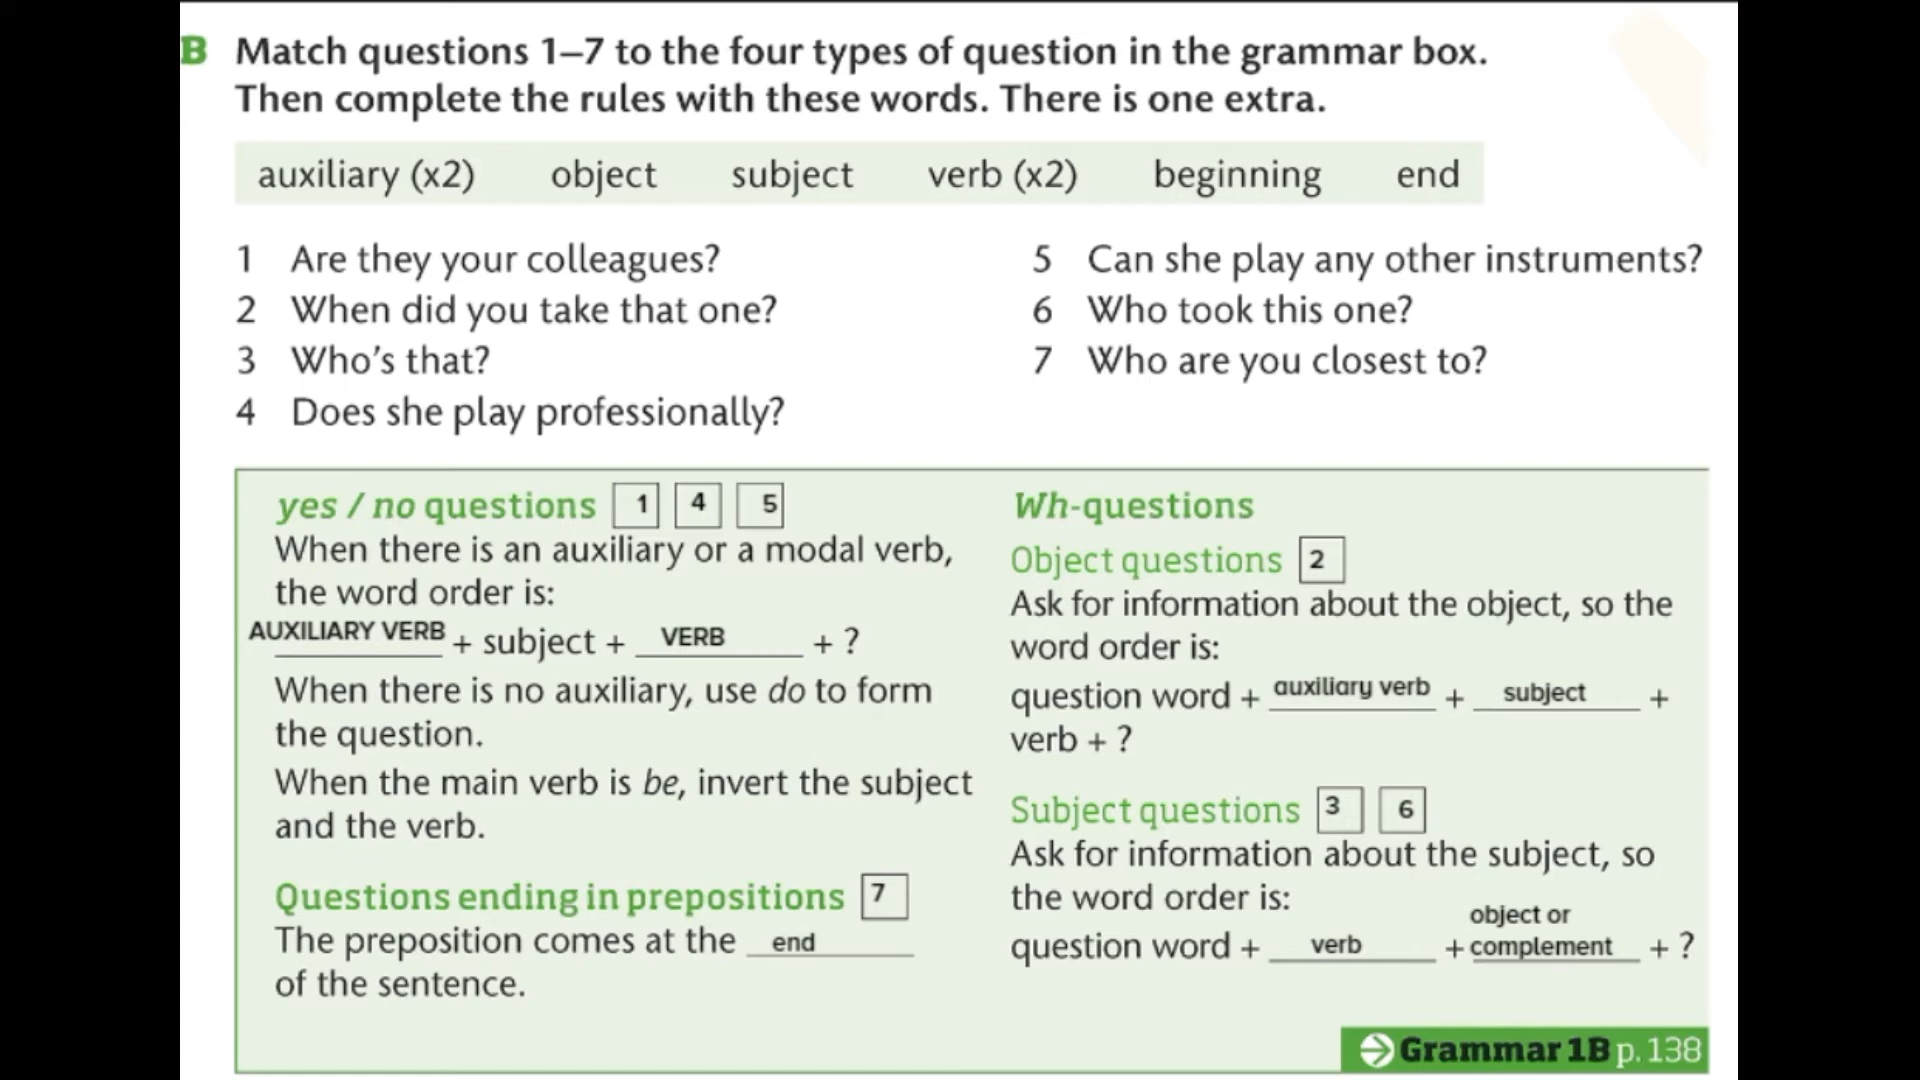 B Match questions 1–7 to the four types of question in the grammar box.
Then complete the rules with these words. There is one extra.
auxiliary (x2) object subject verb (x2) beginning end
1 Are they your colleagues?
2 When did you take that one?
3 Who's that?
4 Does she play professionally?
5 Can she play any other instruments?
6 Who took this one?
7 Who are you closest to?
yes / no questions 1 4 5
When there is an auxiliary or a modal verb,
the word order is:
AUXILIARY VERB + subject + VERB + ?
When there is no auxiliary, use do to form
the question.
When the main verb is be, invert the subject
and the verb.
Questions ending in prepositions 7
The preposition comes at the end
of the sentence.
Wh-questions
Object questions 2
Ask for information about the object, so the
word order is:
question word + auxiliary verb + subject +
verb + ?
Subject questions 3 6
Ask for information about the subject, so
the word order is:
question word + verb + object or complement + ?
Grammar 1B p. 138